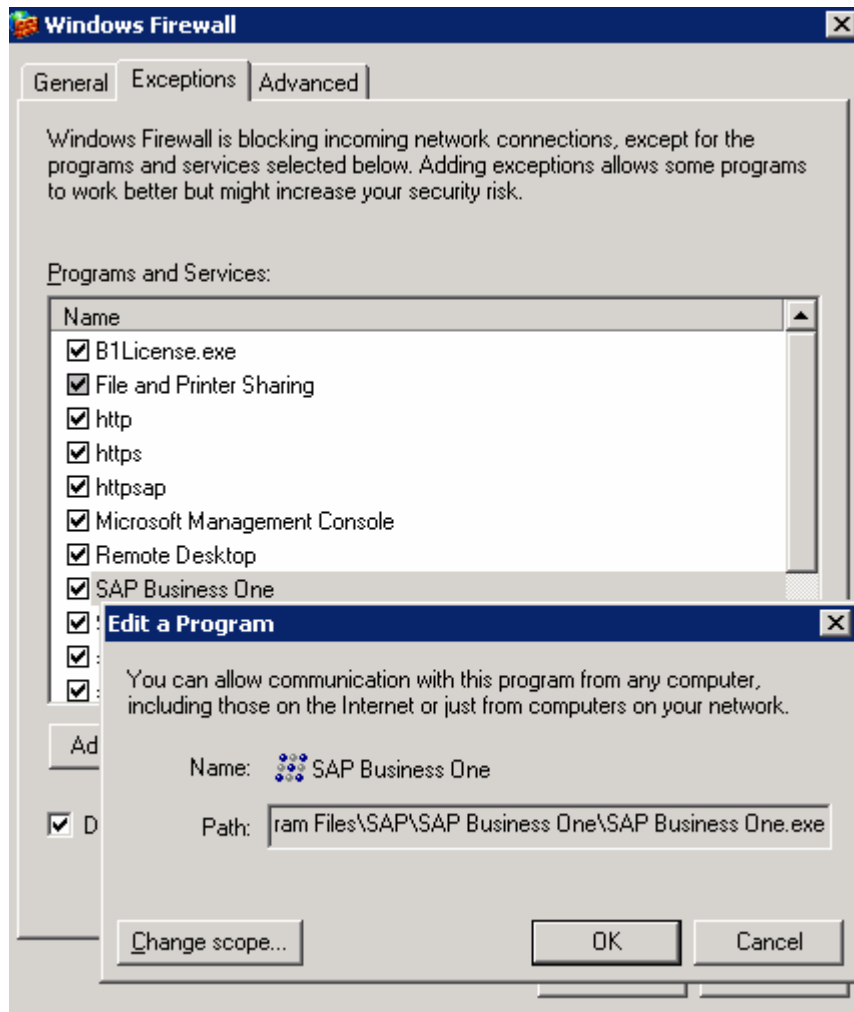 Windows Firewall
General Exceptions Advanced
Windows Firewall is blocking incoming network connections, except for the
programs and services selected below. Adding exceptions allows some programs
to work better but might increase your security risk.
Programs and Services:
Name
B1License.exe
File and Printer Sharing
http
https
httpsap
Microsoft Management Console
Remote Desktop
SAP Business One
Edit a Program
You can allow communication with this program from any computer,
including those on the Internet or just from computers on your network.
Ad
Name: SAP Business One
D
Path: ram Files\SAP\SAP Business One\SAP Business One.exe
Change scope... OK Cancel